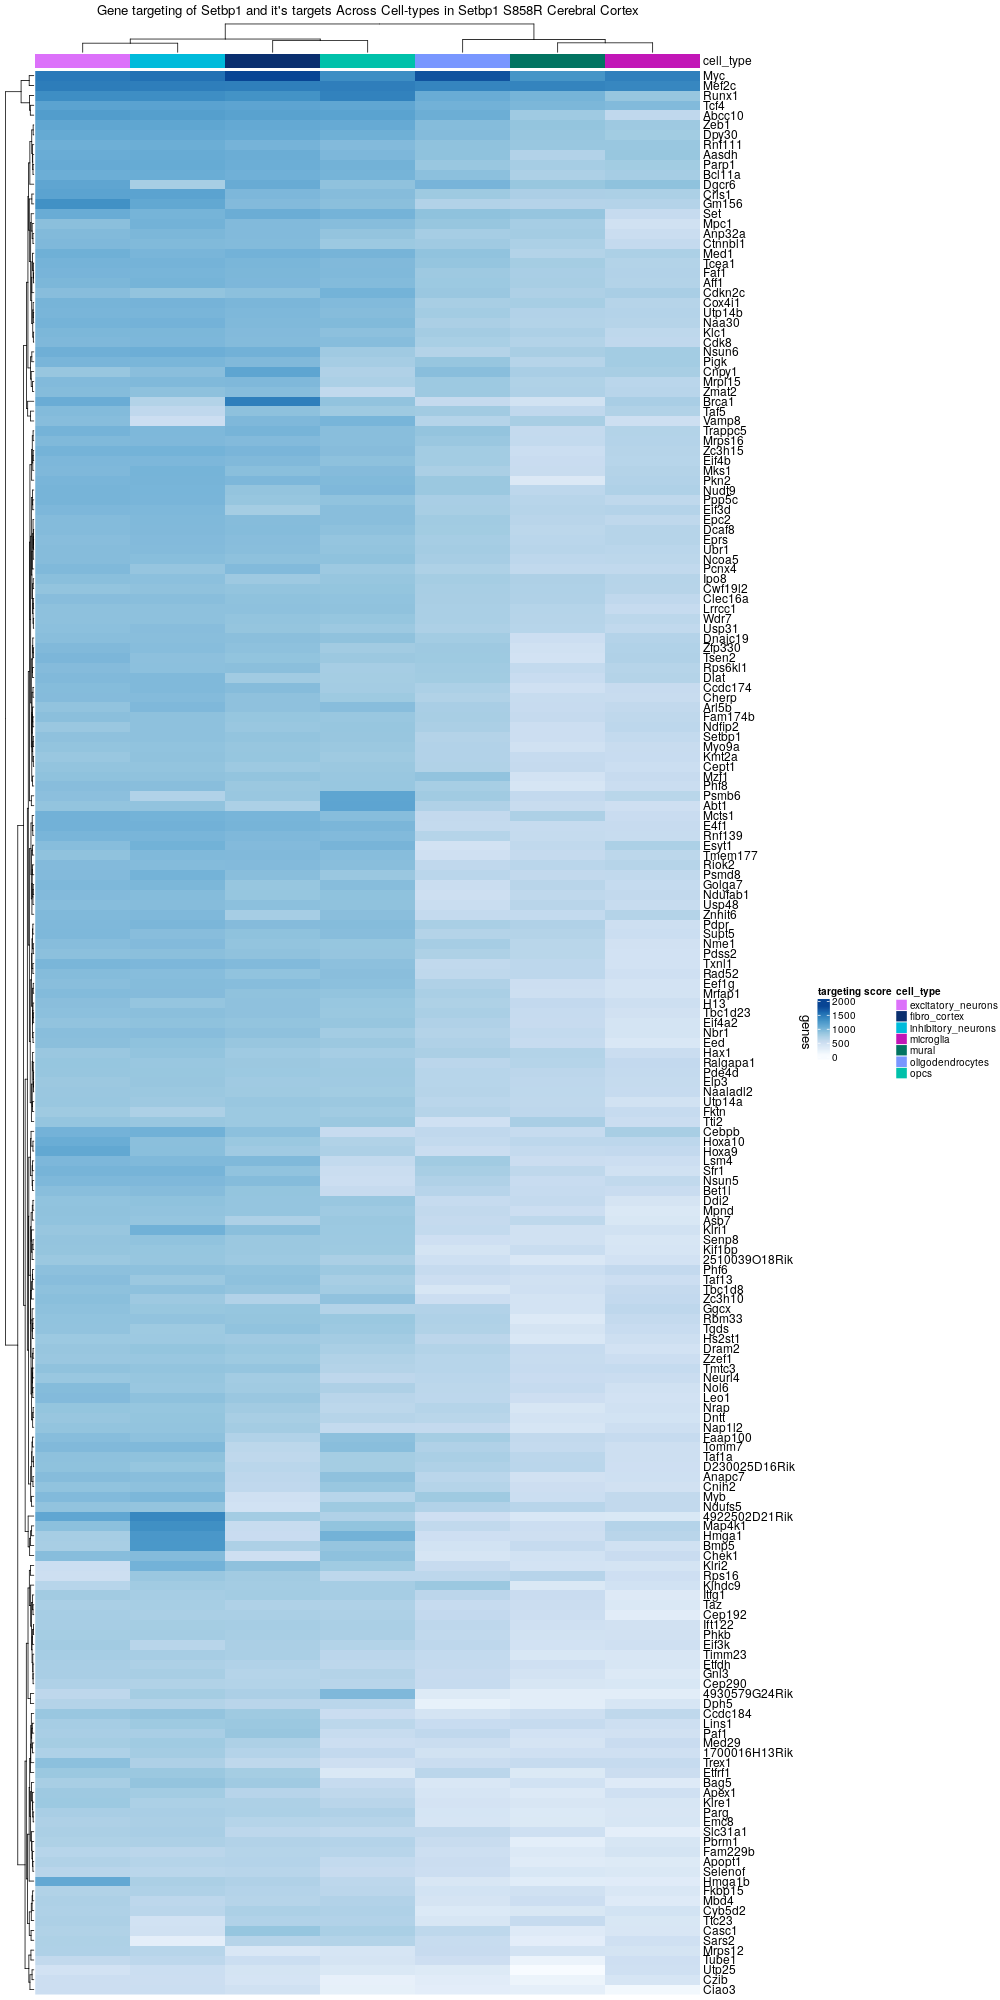 Gene targeting of Setbp1 and it's targets Across Cell-types in Setbp1 S858R Cerebral Cortex
cell_type
Myc
Mef2c
Runx1
Tcf4
Abcc10
Zeb1
Dpy30
Rnf111
Aasdh
Parp1
Bcl11a
Dgcr6
Crls1
Gm156
Set
Mpc1
Anp32a
Ctnnbl1
Med1
Tcea1
Faf1
Aff1
Cdkn2c
Cox4i1
Utp14b
Naa30
Klc1
Cdk8
Nsun6
Pigk
Cnpy1
Mrpl15
Zmat2
Brca1
Taf5
Vamp8
Trappc5
Mrps16
Zc3h15
Eif4b
Mks1
Pkn2
Nudt9
Ppp5c
Eif3d
Epc2
Dcaf8
Eprs
Ubr1
Ncoa5
Pcnx4
Ipo8
Cwf19l2
Clec16a
Lrrcc1
Wdr7
Usp31
Dnajc19
Zfp330
Tsen2
Rps6kl1
Dlat
Ccdc174
Cherp
Arl5b
Fam174b
Ndfip2
Setbp1
Myo9a
Kmt2a
Cept1
Mzf1
Phf8
Psmb6
Abt1
Mcts1
E4f1
Rnf139
Esyt1
Tmem177
Riok2
Psmd8
Golga7
Ndufab1
Usp48
Znhit6
Pdpr
Supt5
Nme1
Pdss2
Txnl1
Rad52
Eef1g
Mrfap1
H13
Tbc1d23
Eif4a2
Nbr1
Eed
Hax1
Ralgapa1
Pde4d
Elp3
Naaladl2
Utp14a
Fktn
Tti2
Cebpb
Hoxa10
Hoxa9
Lsm4
Sfr1
Nsun5
Bet1l
Ddi2
Mpnd
Asb7
Klri1
Senp8
Kif1bp
2510039O18Rik
Phf6
Taf13
Tbc1d8
Zc3h10
Ggcx
Rbm33
Tgds
Hs2st1
Dram2
Zzef1
Tmtc3
Neurl4
Nol6
Leo1
Nrap
Dntt
Nap1l2
Faap100
Tomm7
Taf1a
D230025D16Rik
Anapc7
Cnih2
Myb
Ndufs5
4922502D21Rik
Map4k1
Hmga1
Bmp5
Chek1
Klri2
Rps16
Klhdc9
Itfg1
Taz
Cep192
Ift122
Phkb
Eif3k
Timm23
Etfdh
Gnl3
Cep290
4930579G24Rik
Dph5
Ccdc184
Lins1
Paf1
Med29
1700016H13Rik
Trex1
Etfrf1
Bag5
Apex1
Klre1
Parg
Emc8
Slc31a1
Pbrm1
Fam229b
Apopt1
Selenof
Hmga1b
Fkbp15
Mbd4
Cyb5d2
Ttc23
Casc1
Sars2
Mrps12
Tube1
Utp25
Czib
Ciao3
genes
targeting score
2000
1500
1000
500
0
cell_type
excitatory_neurons
fibro_cortex
inhibitory_neurons
microglia
mural
oligodendrocytes
opcs